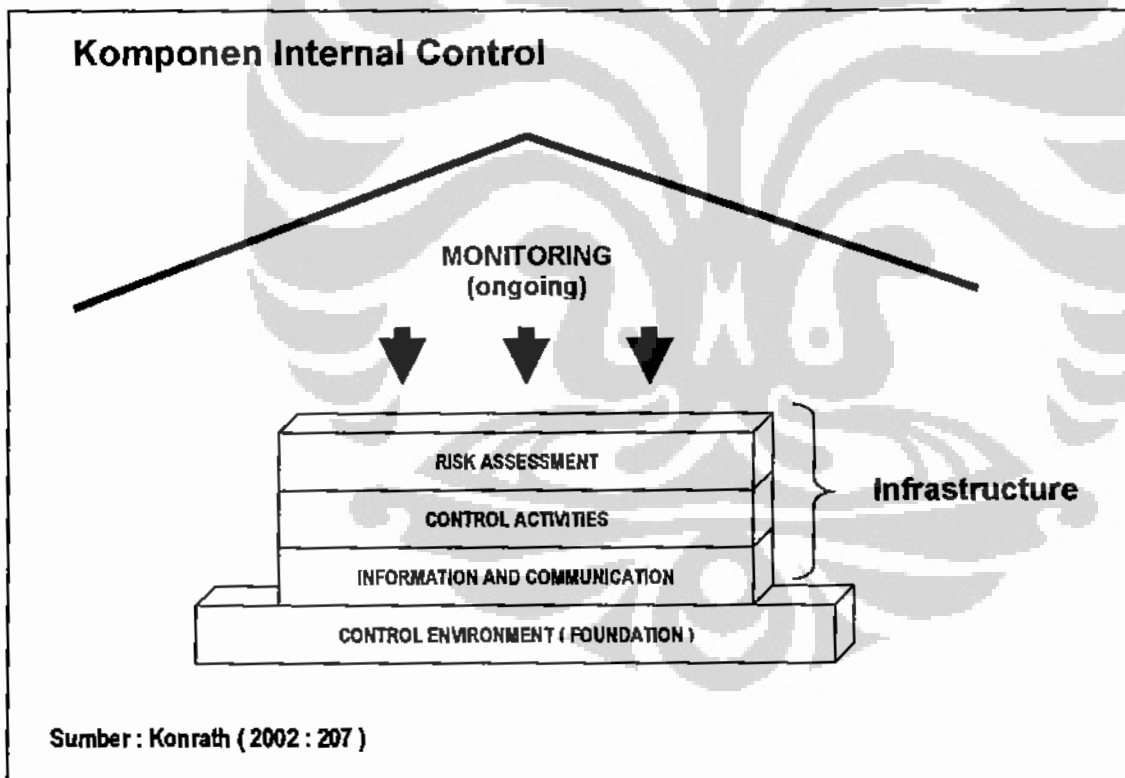 Komponen Internal Control
MONITORING
(ongoing)
RISK ASSESSMENT
CONTROL ACTIVITIES
Infrastructure
INFORMATION AND COMMUNICATION
CONTROL ENVIRONMENT ( FOUNDATION )
Sumber : Konrath ( 2002 : 207 )